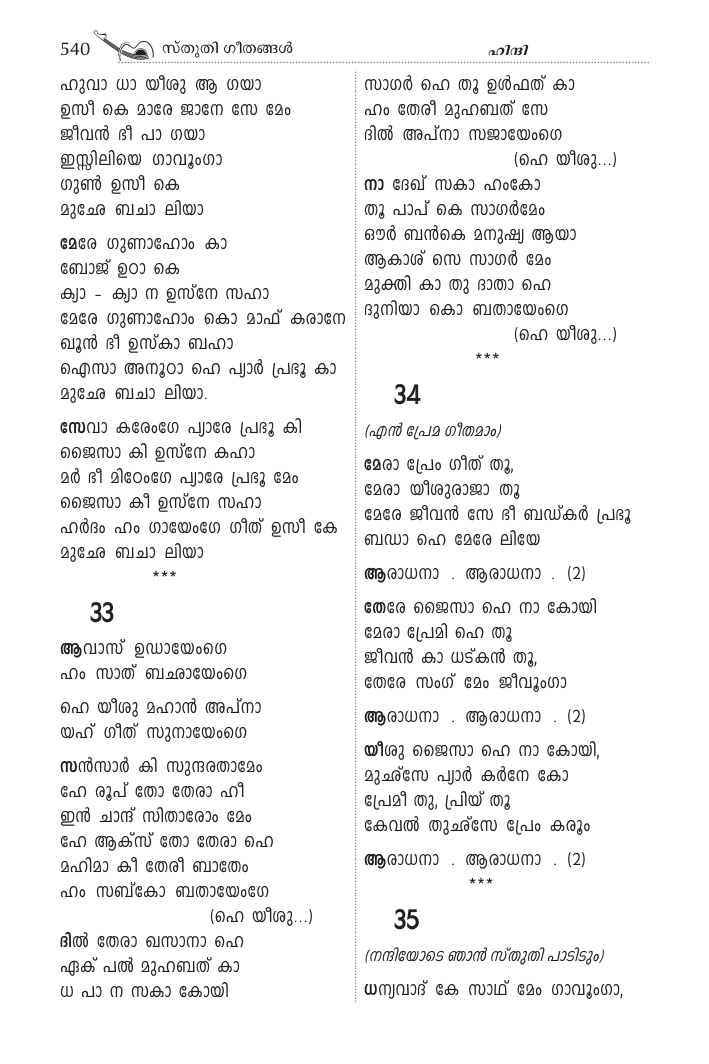 540 സ്തുതി ഗീതങ്ങൾ ഹിന്ദി
ഹുവാ ധാ യീശു ആ ഗയാ
ഉസീ കെ മാരേ ജാനേ സേ മേം
ജീവൻ ഭീ പാ ഗയാ
ഇസ്സിലിയെ ഗാവൂംഗാ
ഗുൺ ഉസീ കെ
മുഛേ ബചാ ലിയാ
മേരേ ഗുണാഹോം കാ
ബോജ് ഉഠാ കെ
ക്യാ - ക്യാ ന ഉസ്നേ സഹാ
മേരേ ഗുണാഹോം കൊ മാഫ് കരാനേ
ഖൂൻ ഭീ ഉസ്കാ ബഹാ
ഐസാ അനൂഠാ ഹെ പ്യാർ പ്രഭൂ കാ
മുഛേ ബചാ ലിയാ.
സേവാ കരേംഗേ പ്യാരേ പ്രഭൂ കി
ജൈസാ കി ഉസ്നേ കഹാ
മർ ഭീ മിഠേംഗേ പ്യാരേ പ്രഭൂ മേം
ജൈസാ കീ ഉസ്നേ സഹാ
ഹർദം ഹം ഗായേംഗേ ഗീത് ഉസീ കേ
മുഛേ ബചാ ലിയാ
***
33
ആവാസ് ഉഡായേംഗെ
ഹം സാത് ബഛായേംഗെ
ഹെ യീശു മഹാൻ അപ്നാ
യഹ് ഗീത് സുനായേംഗെ
സൻസാർ കി സുന്ദരതാമേം
ഹേ രൂപ് തോ തേരാ ഹീ
ഇൻ ചാന്ദ് സിതാരോം മേം
ഹേ ആക്സ് തോ തേരാ ഹെ
മഹിമാ കീ തേരീ ബാതേം
ഹം സബ്കോ ബതായേംഗേ
(ഹെ യീശു...)
ദിൽ തേരാ ഖസാനാ ഹെ
ഏക് പൽ മുഹബത് കാ
ധ പാ ന സകാ കോയി
സാഗർ ഹെ തൂ ഉൾഫത് കാ
ഹം തേരീ മുഹബത് സേ
ദിൽ അപ്നാ സജായേംഗെ
(ഹെ യീശു...)
നാ ദേഖ് സകാ ഹംകോ
തൂ പാപ് കെ സാഗർമേം
ഔർ ബൻകെ മനുഷ്യ ആയാ
ആകാശ് സെ സാഗർ മേം
മുക്തി കാ തു ദാതാ ഹെ
ദുനിയാ കൊ ബതായേംഗെ
(ഹെ യീശു...)
***
34
(എൻ പ്രേമ ഗീതമാം)
മേരാ പ്രേം ഗീത് തൂ,
മേരാ യീശുരാജാ തൂ
മേരേ ജീവൻ സേ ഭീ ബഡ്കർ പ്രഭൂ
ബഡാ ഹെ മേരേ ലിയേ
ആരാധനാ . ആരാധനാ . (2)
തേരേ ജൈസാ ഹെ നാ കോയി
മേരാ പ്രേമി ഹെ തൂ
ജീവൻ കാ ധട്കൻ തൂ,
തേരേ സംഗ് മേം ജീവൂംഗാ
ആരാധനാ . ആരാധനാ . (2)
യീശു ജൈസാ ഹെ നാ കോയി,
മുഛ്സേ പ്യാർ കർനേ കോ
പ്രേമീ തു, പ്രിയ് തൂ
കേവൽ തുഛ്സേ പ്രേം കരൂം
ആരാധനാ . ആരാധനാ . (2)
***
35
(നന്ദിയോടെ ഞാൻ സ്തുതി പാടിടും)
ധന്യവാദ് കേ സാഥ് മേം ഗാവൂംഗാ,